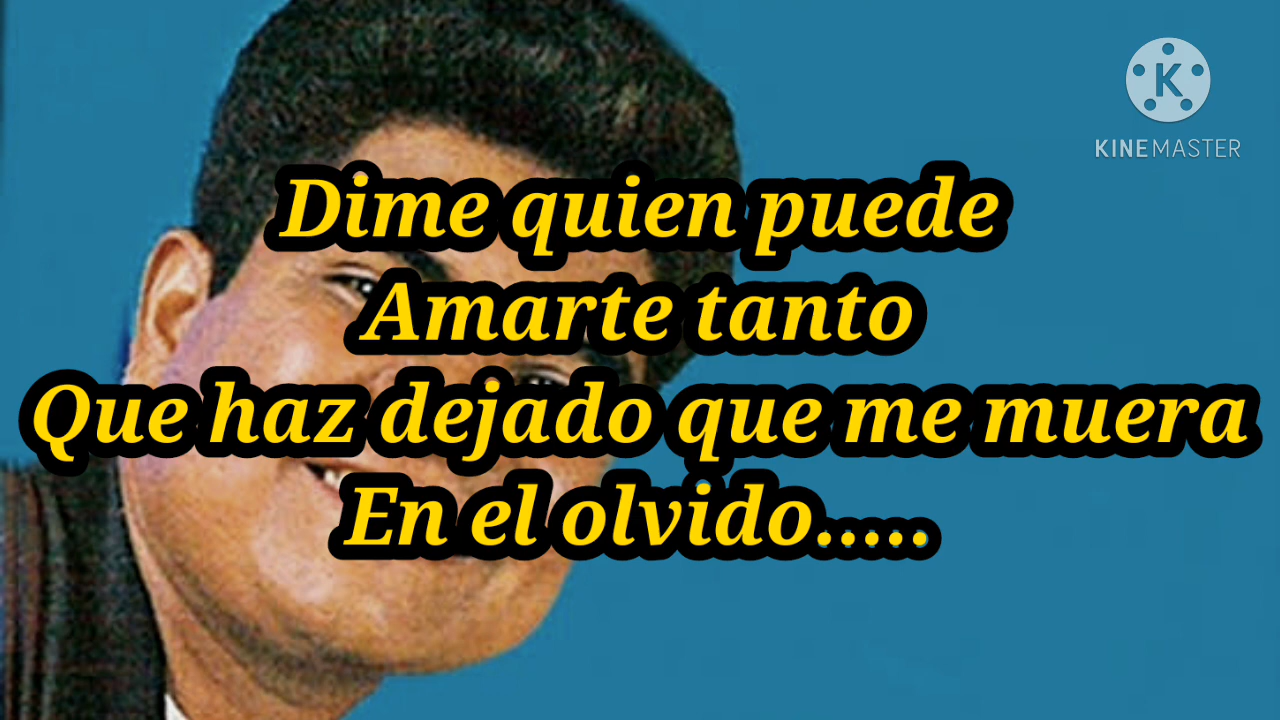 K
KINEMASTER
Dime quien puede
Amarte tanto
Que haz dejado que me muera
En el olvido.....